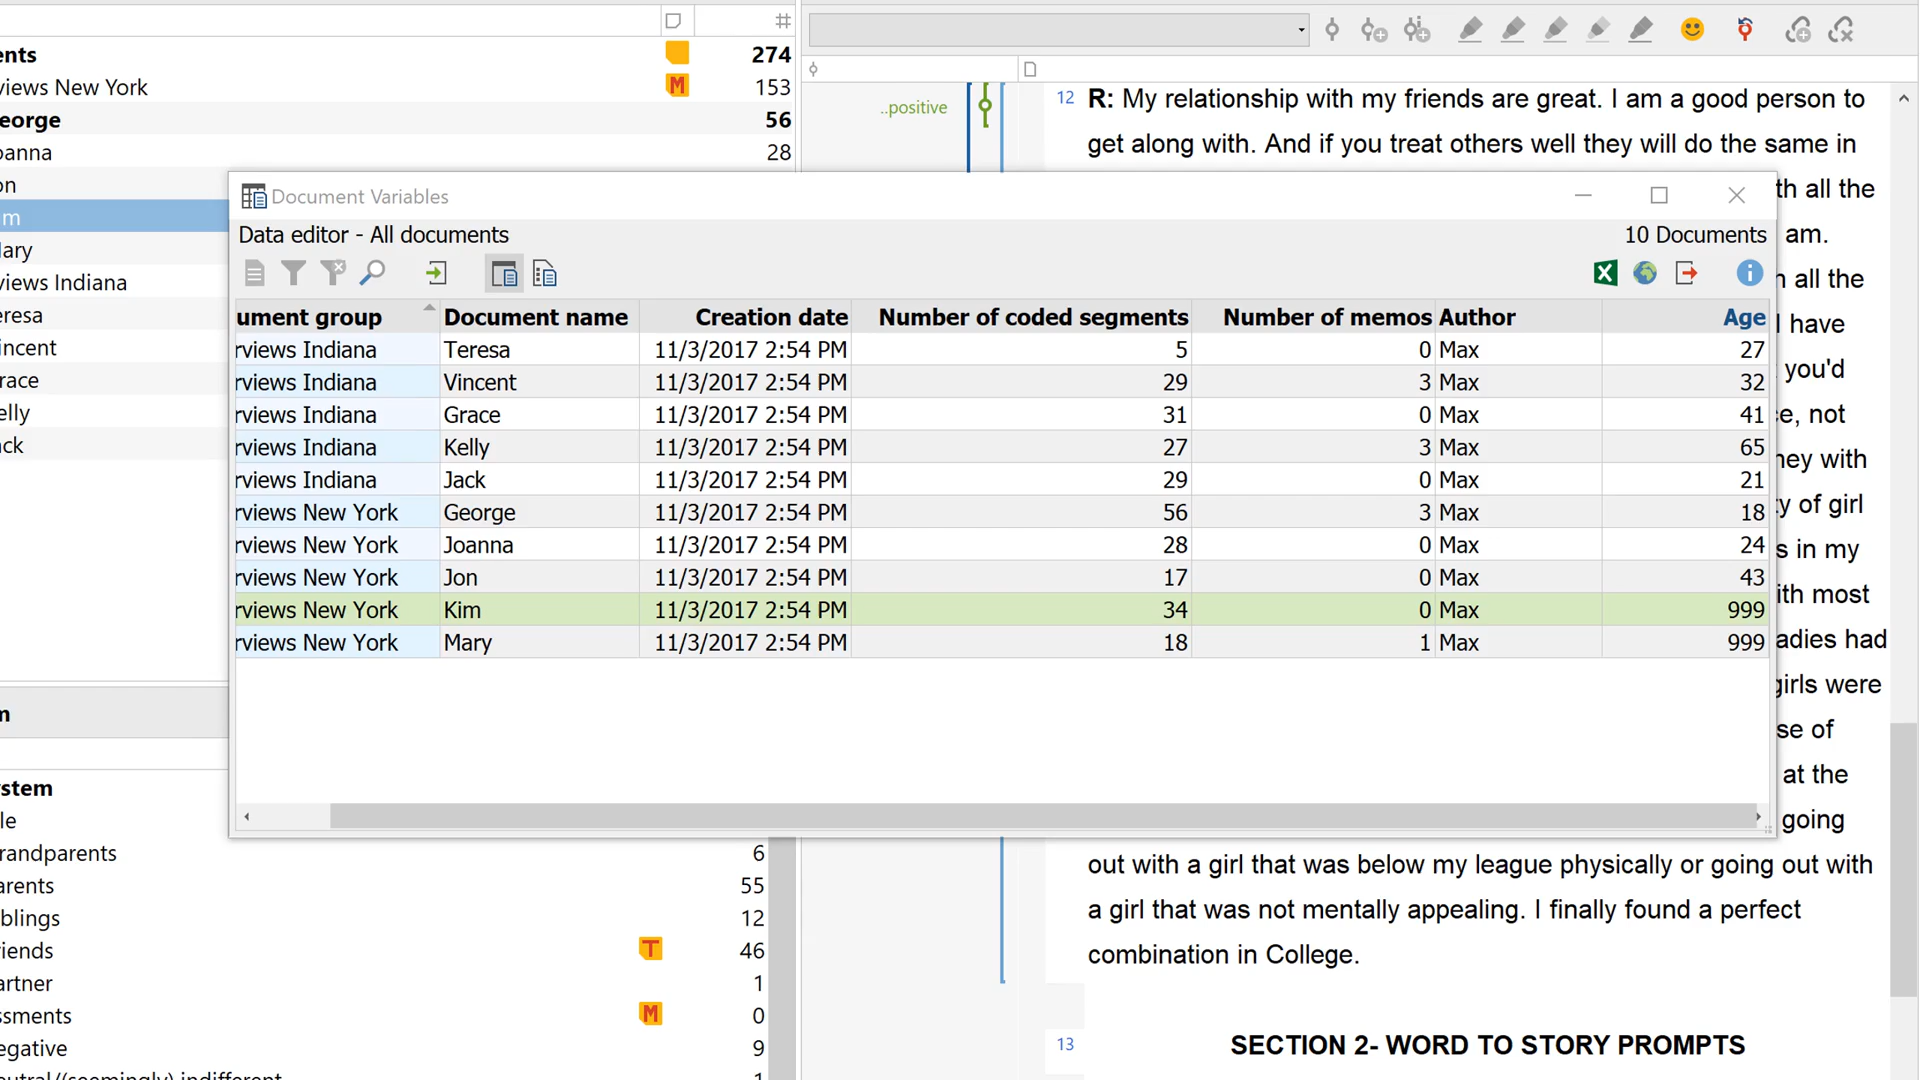 ents 274
views New York M 153
eorge 56
oanna 28
on
m
ary
views Indiana
eresa
incent
race
elly
ack
m
stem
le
randparents 6
arents 55
blings 12
riends T 46
artner 1
ssments M 0
egative 9
eutral/(seemingly) indifferent 1
Document Variables
Data editor - All documents 10 Documents
ument group Document name Creation date Number of coded segments Number of memos Author Age
rviews Indiana Teresa 11/3/2017 2:54 PM 5 0 Max 27
rviews Indiana Vincent 11/3/2017 2:54 PM 29 3 Max 32
rviews Indiana Grace 11/3/2017 2:54 PM 31 0 Max 41
rviews Indiana Kelly 11/3/2017 2:54 PM 27 3 Max 65
rviews Indiana Jack 11/3/2017 2:54 PM 29 0 Max 21
rviews New York George 11/3/2017 2:54 PM 56 3 Max 18
rviews New York Joanna 11/3/2017 2:54 PM 28 0 Max 24
rviews New York Jon 11/3/2017 2:54 PM 17 0 Max 43
rviews New York Kim 11/3/2017 2:54 PM 34 0 Max 999
rviews New York Mary 11/3/2017 2:54 PM 18 1 Max 999
..positive
12 R: My relationship with my friends are great. I am a good person to
get along with. And if you treat others well they will do the same in
th all the
am.
n all the
I have
you'd
e, not
ney with
y of girl
s in my
ith most
adies had
girls were
se of
at the
going
out with a girl that was below my league physically or going out with
a girl that was not mentally appealing. I finally found a perfect
combination in College.
13 SECTION 2- WORD TO STORY PROMPTS